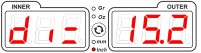 INNER
di=
Gr
Oz
mm
Inch
OUTER
15.2